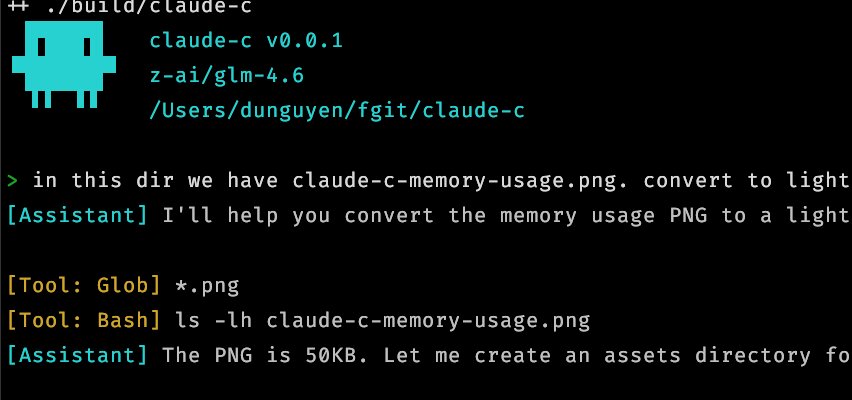 ++ ./build/claude-c
claude-c v0.0.1
z-ai/glm-4.6
/Users/dunguyen/fgit/claude-c
> in this dir we have claude-c-memory-usage.png. convert to light
[Assistant] I'll help you convert the memory usage PNG to a light
[Tool: Glob] *.png
[Tool: Bash] ls -lh claude-c-memory-usage.png
[Assistant] The PNG is 50KB. Let me create an assets directory fo